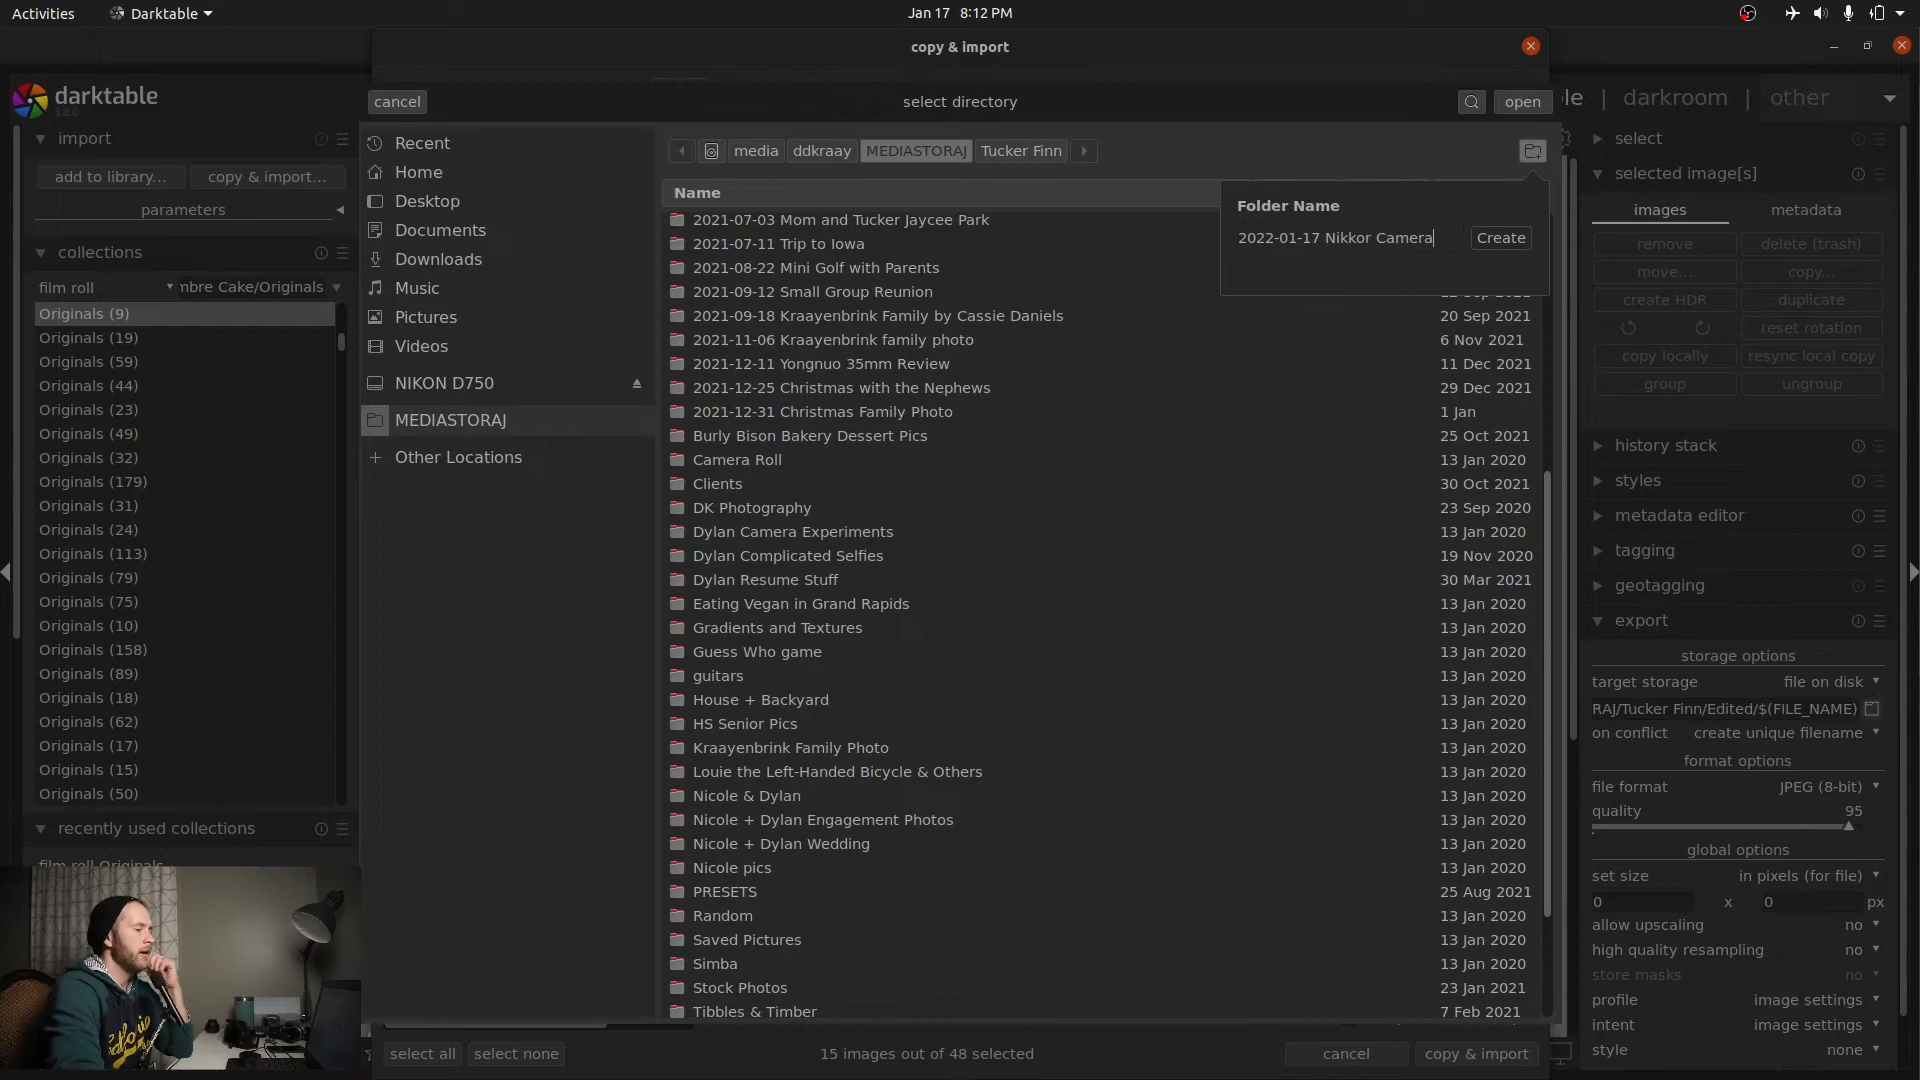 Activities
Darktable
Jan 17 8:12 PM
copy & import
darktable
3.8.0
cancel
select directory
open
le | darkroom | other
import
add to library...
copy & import...
parameters
collections
film roll
nbre Cake/Originals
Originals (9)
Originals (19)
Originals (59)
Originals (44)
Originals (23)
Originals (49)
Originals (32)
Originals (179)
Originals (31)
Originals (24)
Originals (113)
Originals (79)
Originals (75)
Originals (10)
Originals (158)
Originals (89)
Originals (18)
Originals (62)
Originals (17)
Originals (15)
Originals (50)
recently used collections
film roll Originals
Recent
Home
Desktop
Documents
Downloads
Music
Pictures
Videos
NIKON D750
MEDIASTORAJ
Other Locations
media
ddkraay
MEDIASTORAJ
Tucker Finn
Name
Folder Name
2022-01-17 Nikkor Camera
Create
2021-07-03 Mom and Tucker Jaycee Park
2021-07-11 Trip to Iowa
2021-08-22 Mini Golf with Parents
2021-09-12 Small Group Reunion 12 Sep 2021
2021-09-18 Kraayenbrink Family by Cassie Daniels 20 Sep 2021
2021-11-06 Kraayenbrink family photo 6 Nov 2021
2021-12-11 Yongnuo 35mm Review 11 Dec 2021
2021-12-25 Christmas with the Nephews 29 Dec 2021
2021-12-31 Christmas Family Photo 1 Jan
Burly Bison Bakery Dessert Pics 25 Oct 2021
Camera Roll 13 Jan 2020
Clients 30 Oct 2021
DK Photography 23 Sep 2020
Dylan Camera Experiments 13 Jan 2020
Dylan Complicated Selfies 19 Nov 2020
Dylan Resume Stuff 30 Mar 2021
Eating Vegan in Grand Rapids 13 Jan 2020
Gradients and Textures 13 Jan 2020
Guess Who game 13 Jan 2020
guitars 13 Jan 2020
House + Backyard 13 Jan 2020
HS Senior Pics 13 Jan 2020
Kraayenbrink Family Photo 13 Jan 2020
Louie the Left-Handed Bicycle & Others 13 Jan 2020
Nicole & Dylan 13 Jan 2020
Nicole + Dylan Engagement Photos 13 Jan 2020
Nicole + Dylan Wedding 13 Jan 2020
Nicole pics 13 Jan 2020
PRESETS 25 Aug 2021
Random 13 Jan 2020
Saved Pictures 13 Jan 2020
Simba 13 Jan 2020
Stock Photos 23 Jan 2021
Tibbles & Timber 7 Feb 2021
select all
select none
15 images out of 48 selected
cancel
copy & import
select
selected image[s]
images metadata
remove delete (trash)
move... copy...
create HDR duplicate
reset rotation
copy locally resync local copy
group ungroup
history stack
styles
metadata editor
tagging
geotagging
export
storage options
target storage file on disk
RAJ/Tucker Finn/Edited/$(FILE_NAME)
on conflict create unique filename
format options
file format JPEG (8-bit)
quality 95
global options
set size in pixels (for file)
0 x 0 px
allow upscaling no
high quality resampling no
store masks no
profile image settings
intent image settings
style none